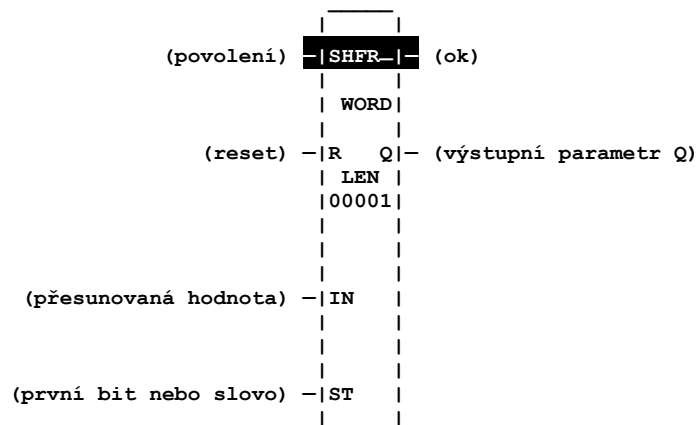 (povolení) SHFR (ok)
WORD
(reset) R Q (výstupní parametr Q)
LEN
00001
(přesunovaná hodnota) IN
(první bit nebo slovo) ST